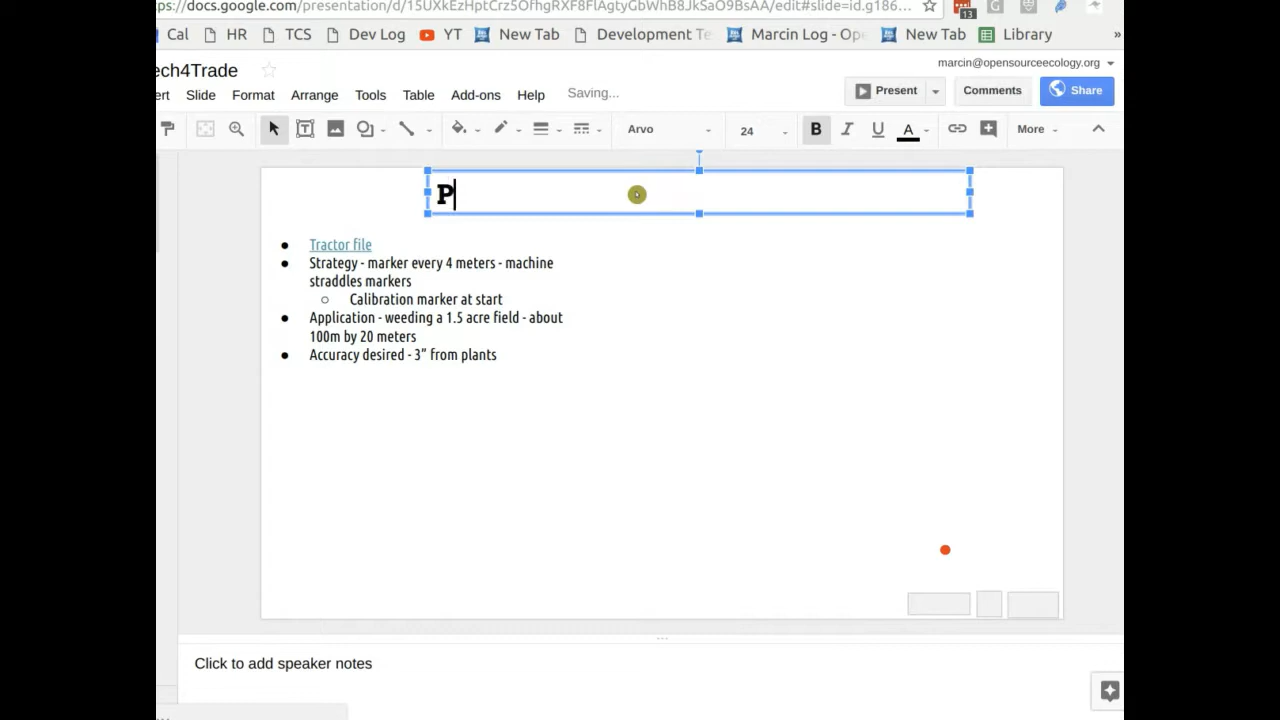 ps://docs.google.com/presentation/d/15UXkEzHptCrz5OfhgRXF8FlAgtyGbWhB8JkSaO9BsAA/edit#slide=id.g186...
13
Cal HR TCS Dev Log YT New Tab Development Te Marcin Log - Ope New Tab Library »
ech4Trade
marcin@opensourceecology.org
ert Slide Format Arrange Tools Table Add-ons Help Saving...
Present Comments Share
Arvo 24 B I U A More
P
● Tractor file
● Strategy - marker every 4 meters - machine
straddles markers
○ Calibration marker at start
● Application - weeding a 1.5 acre field - about
100m by 20 meters
● Accuracy desired - 3” from plants
Click to add speaker notes